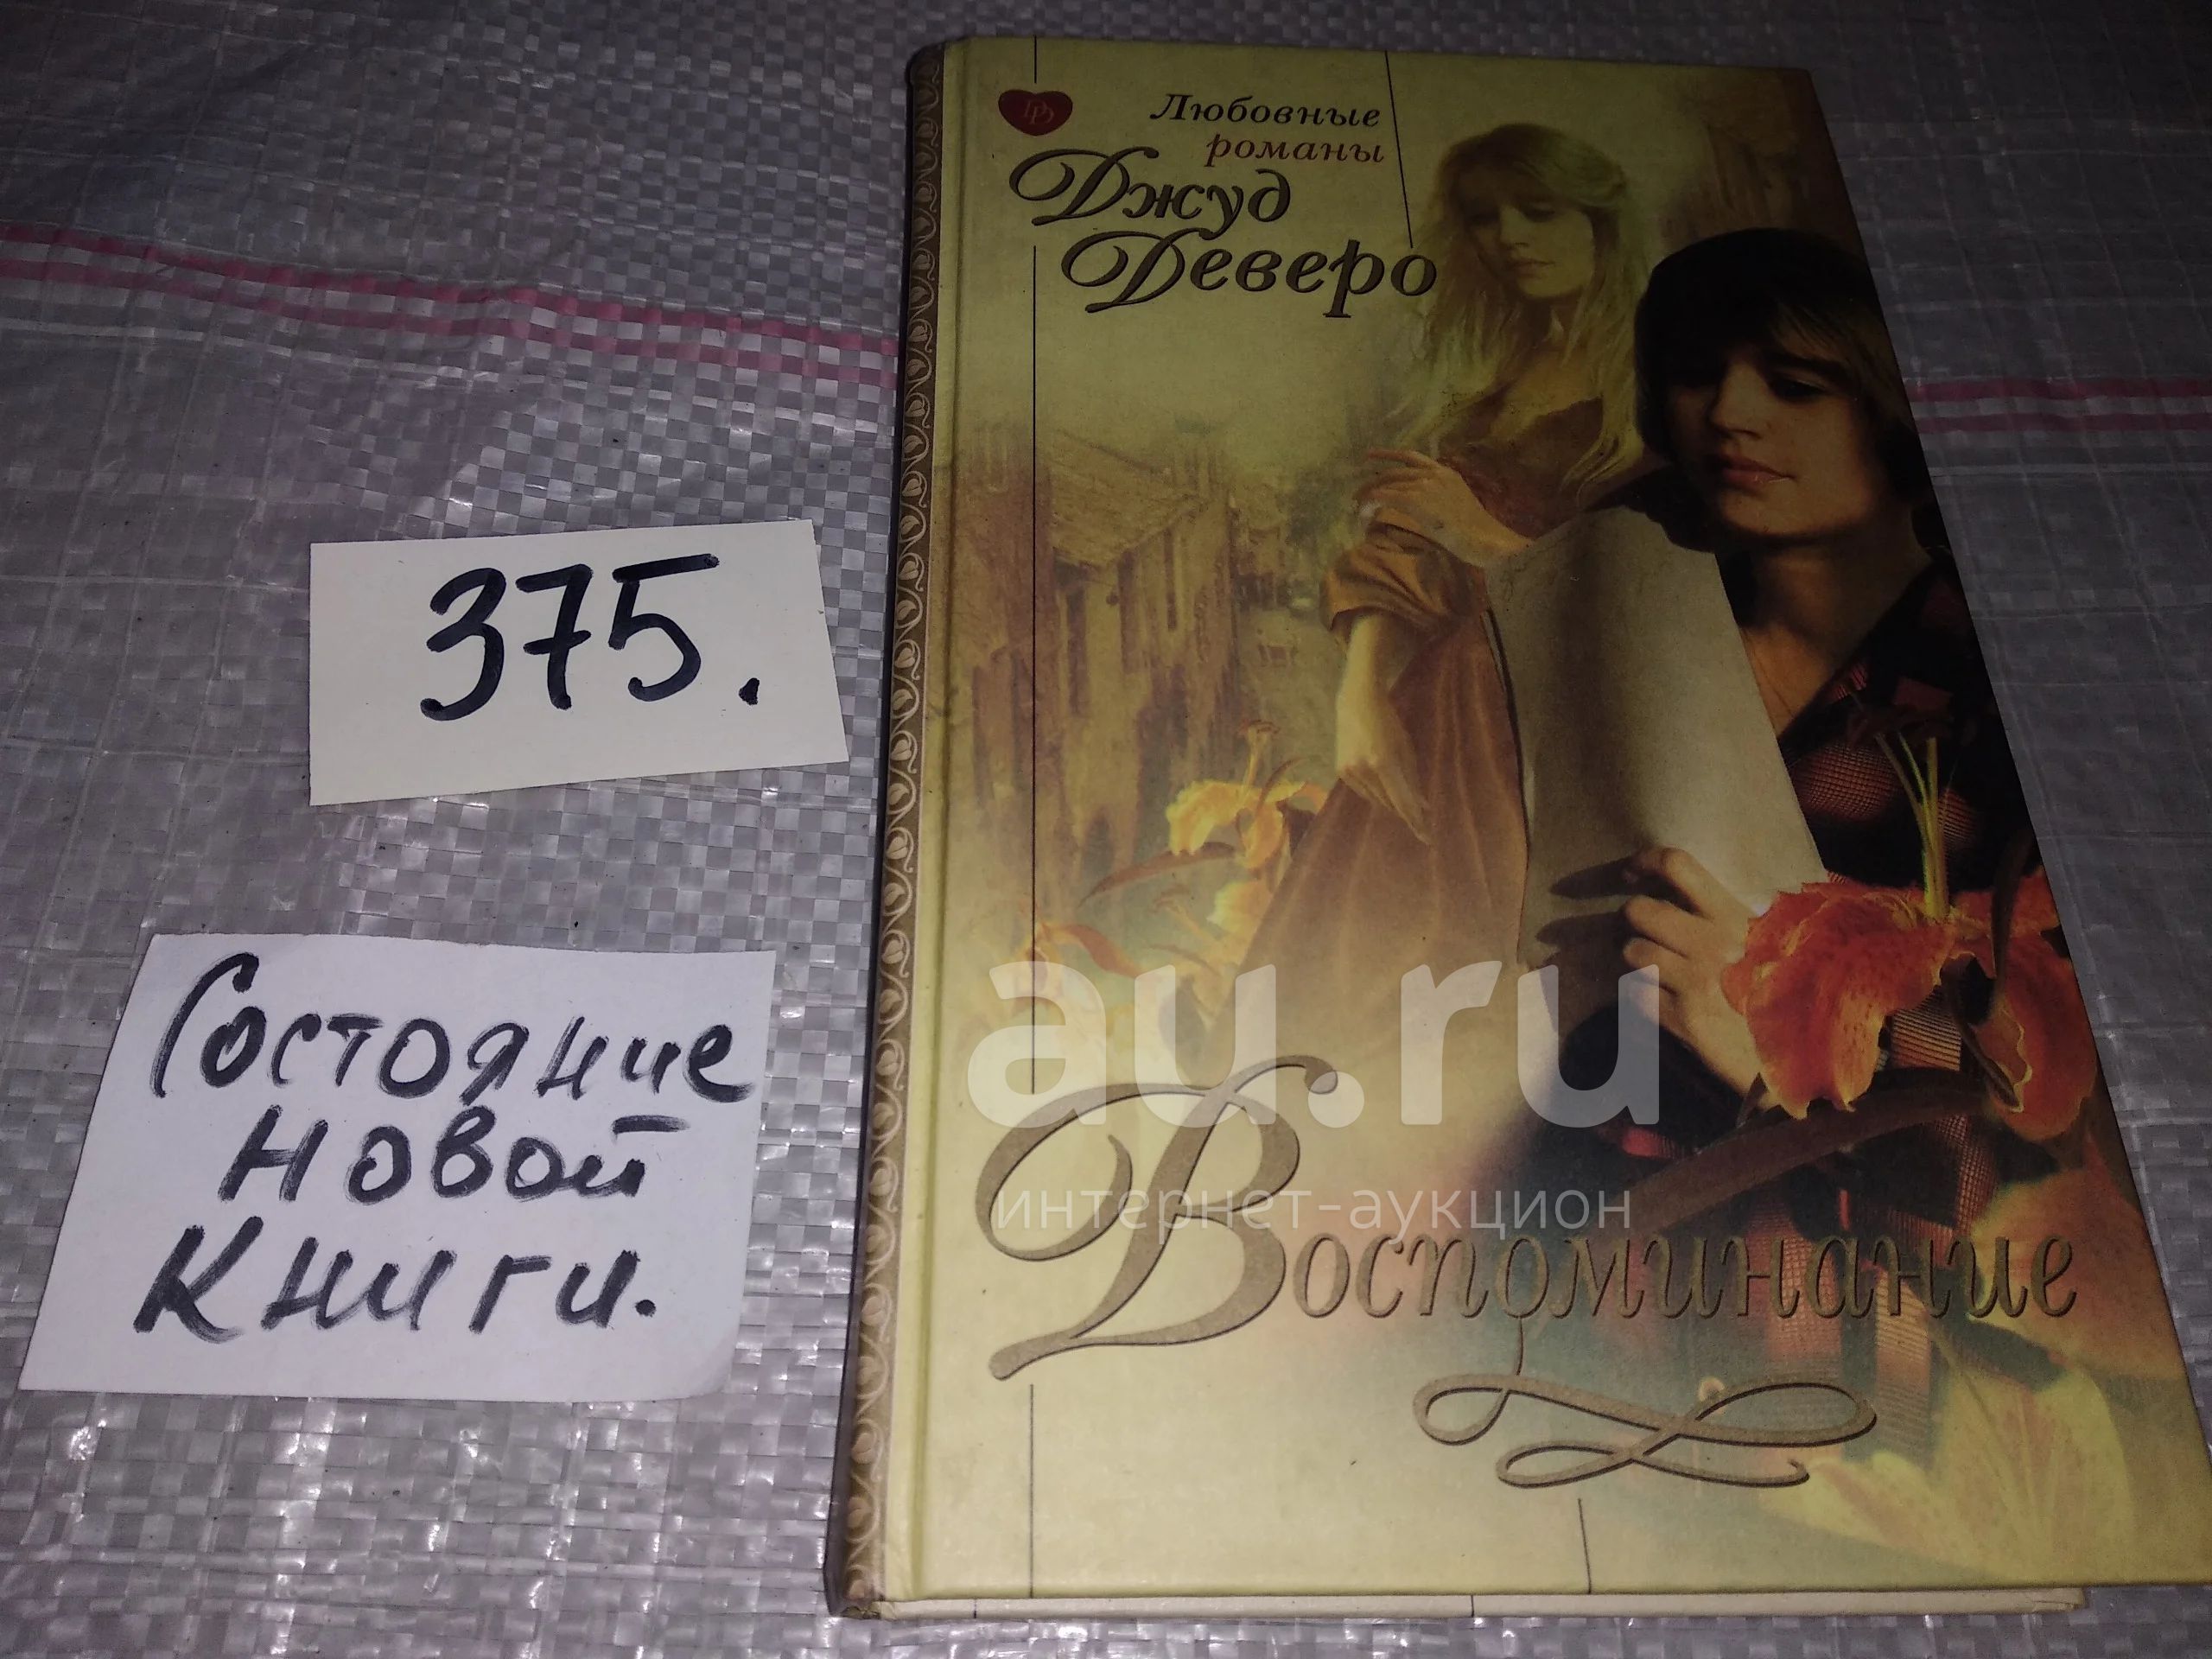 Любовные
романы
Джуд
Деверо
375.
Состояние
новой
книги.
au.ru
интернет-аукцион
Воспоминание